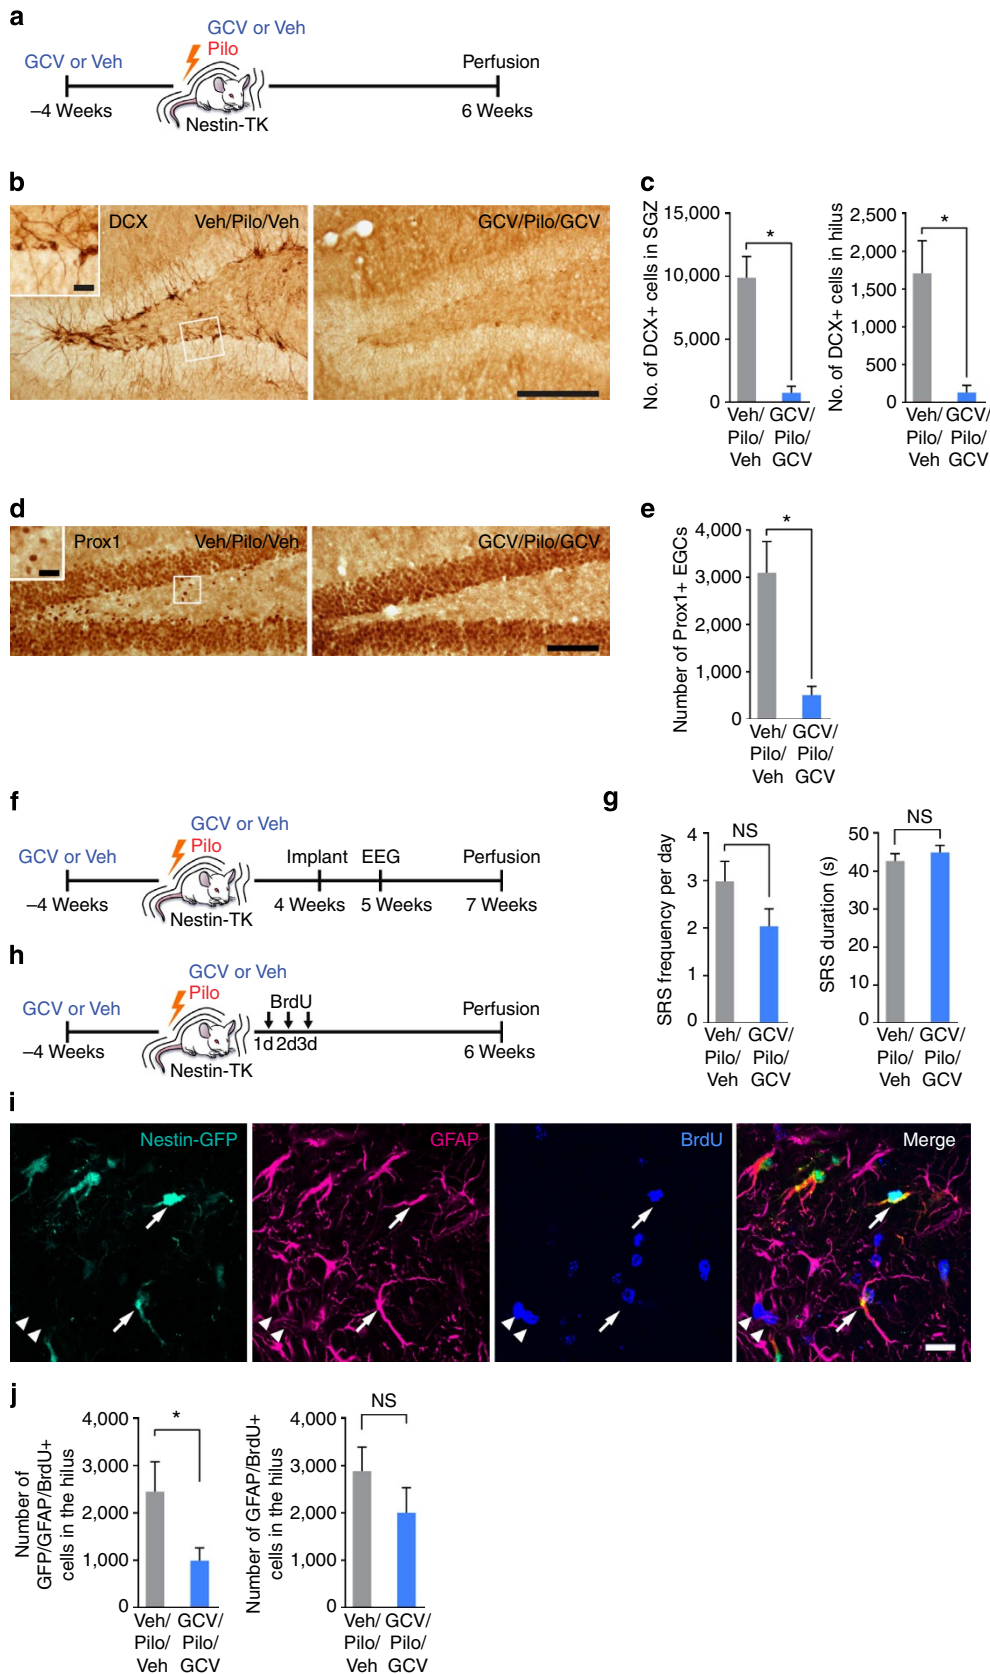 a
GCV or Veh
Pilo
GCV or Veh
Perfusion
–4 Weeks
Nestin-TK
6 Weeks
b
DCX
Veh/Pilo/Veh
GCV/Pilo/GCV
c
No. of DCX+ cells in SGZ
15,000
10,000
5,000
0
*
Veh/ GCV/
Pilo/ Pilo/
Veh GCV
No. of DCX+ cells in hilus
2,500
2,000
1,500
1,000
500
0
*
Veh/ GCV/
Pilo/ Pilo/
Veh GCV
d
Prox1
Veh/Pilo/Veh
GCV/Pilo/GCV
e
Number of Prox1+ EGCs
4,000
3,000
2,000
1,000
0
*
Veh/ GCV/
Pilo/ Pilo/
Veh GCV
f
GCV or Veh
Pilo
GCV or Veh
Implant EEG
Perfusion
–4 Weeks
Nestin-TK
4 Weeks 5 Weeks
7 Weeks
g
SRS frequency per day
4
3
2
1
0
NS
Veh/ GCV/
Pilo/ Pilo/
Veh GCV
SRS duration (s)
50
40
30
20
10
0
NS
Veh/ GCV/
Pilo/ Pilo/
Veh GCV
h
GCV or Veh
Pilo
GCV or Veh
BrdU
Perfusion
–4 Weeks
Nestin-TK
1d 2d3d
6 Weeks
i
Nestin-GFP
GFAP
BrdU
Merge
j
Number of
GFP/GFAP/BrdU+
cells in the hilus
4,000
3,000
2,000
1,000
0
*
Veh/ GCV/
Pilo/ Pilo/
Veh GCV
Number of GFAP/BrdU+
cells in the hilus
4,000
3,000
2,000
1,000
0
NS
Veh/ GCV/
Pilo/ Pilo/
Veh GCV